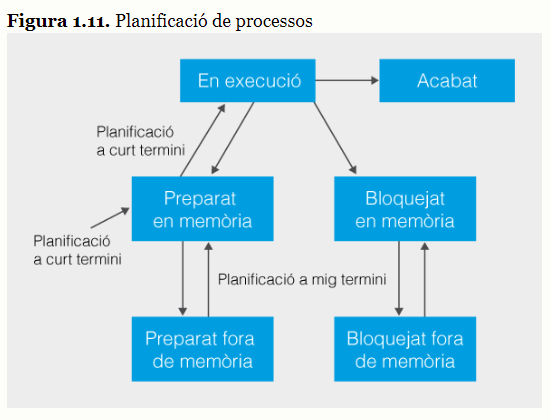 Figura 1.11. Planificació de processos
En execució
Acabat
Planificació
a curt termini
Preparat
en memòria
Bloquejat
en memòria
Planificació
a curt termini
Planificació a mig termini
Preparat fora
de memòria
Bloquejat fora
de memòria